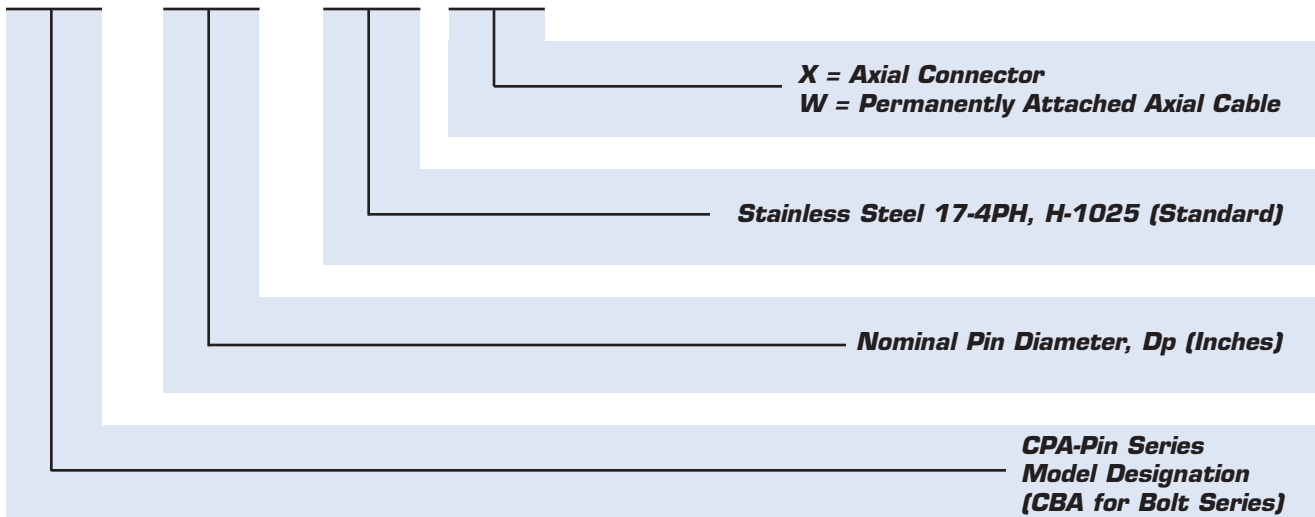 X = Axial Connector
W = Permanently Attached Axial Cable
Stainless Steel 17-4PH, H-1025 (Standard)
Nominal Pin Diameter, Dp (Inches)
CPA-Pin Series
Model Designation
(CBA for Bolt Series)